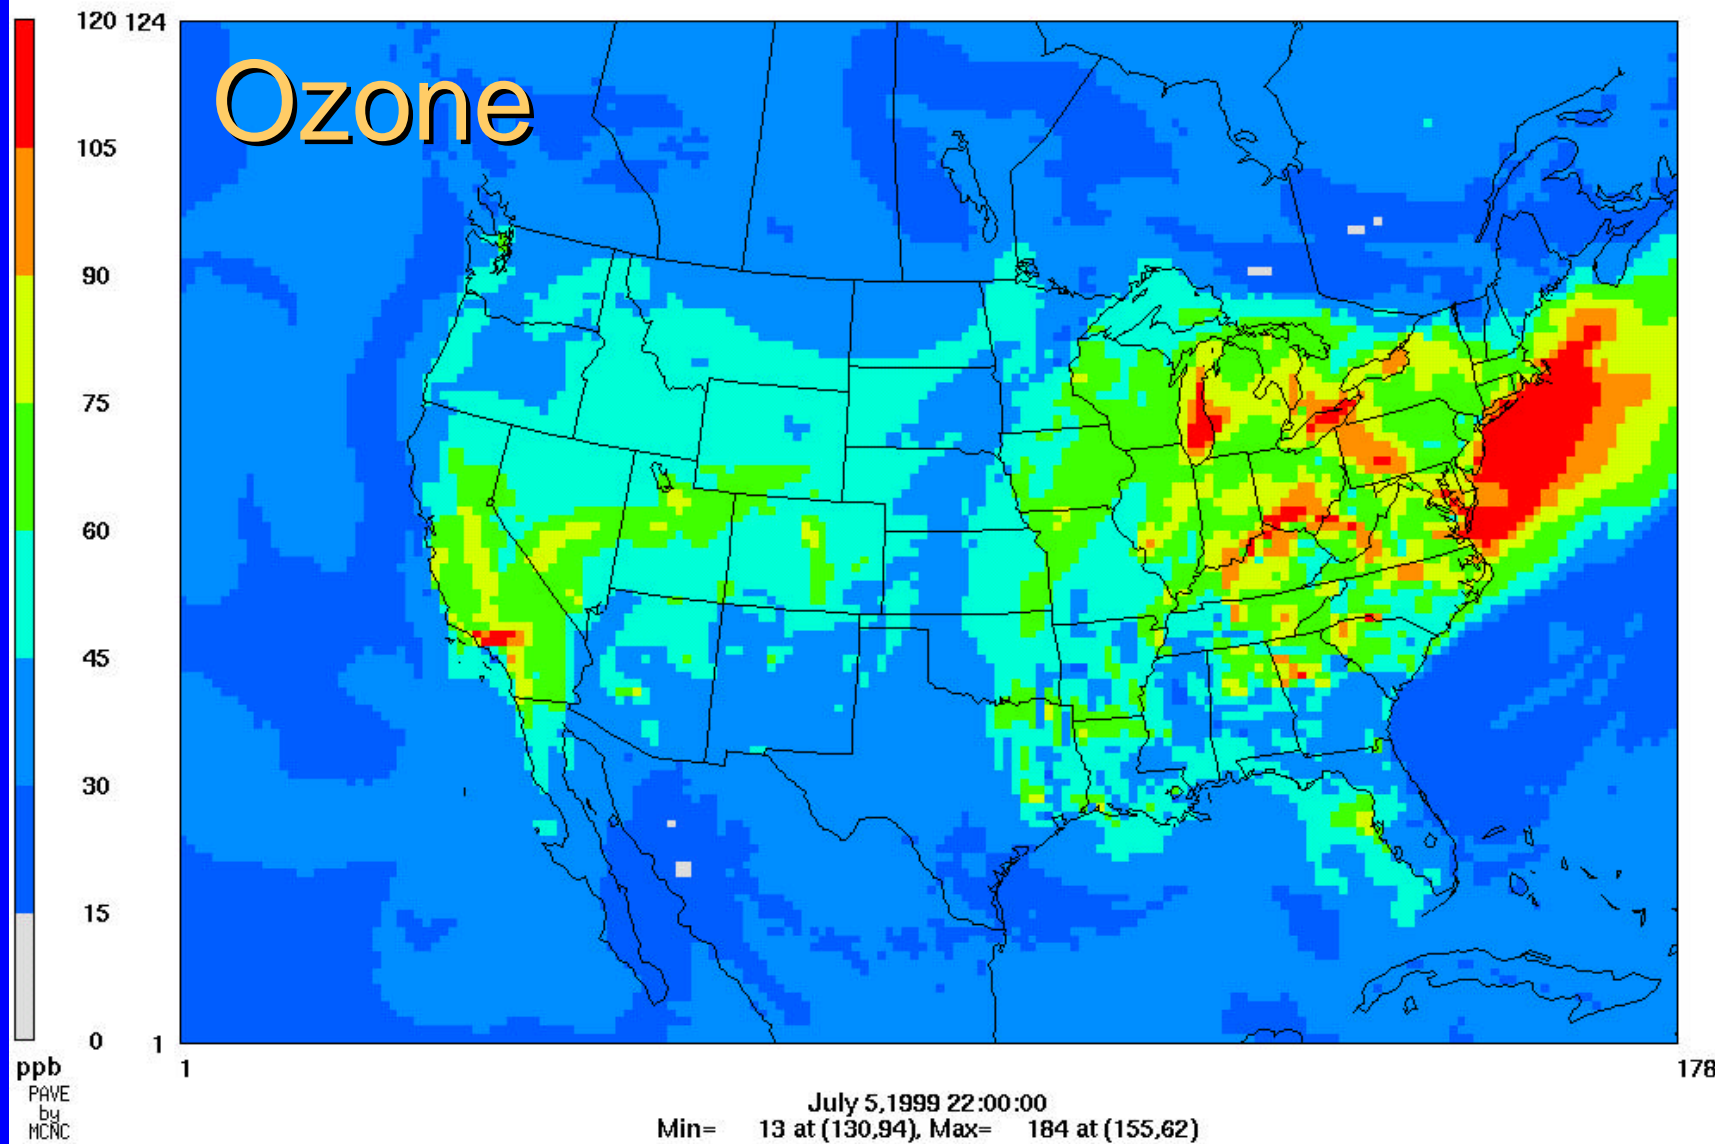 Ozone
120
105
90
75
60
45
30
15
0
ppb
PAVE
by
MCNC
124
1
1
178
July 5,1999 22:00:00
Min= 13 at (130,94), Max= 184 at (155,62)